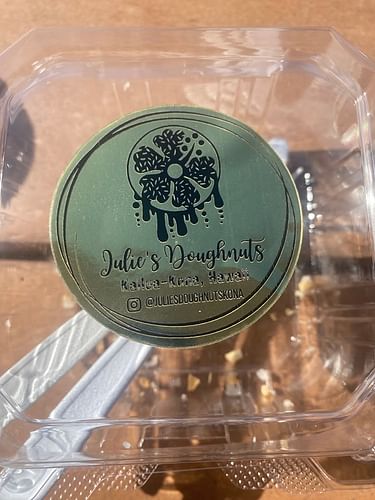 Julie's Doughnuts
Kailua-Kona, Hawaii
@JULIESDOUGHNUTSKONA